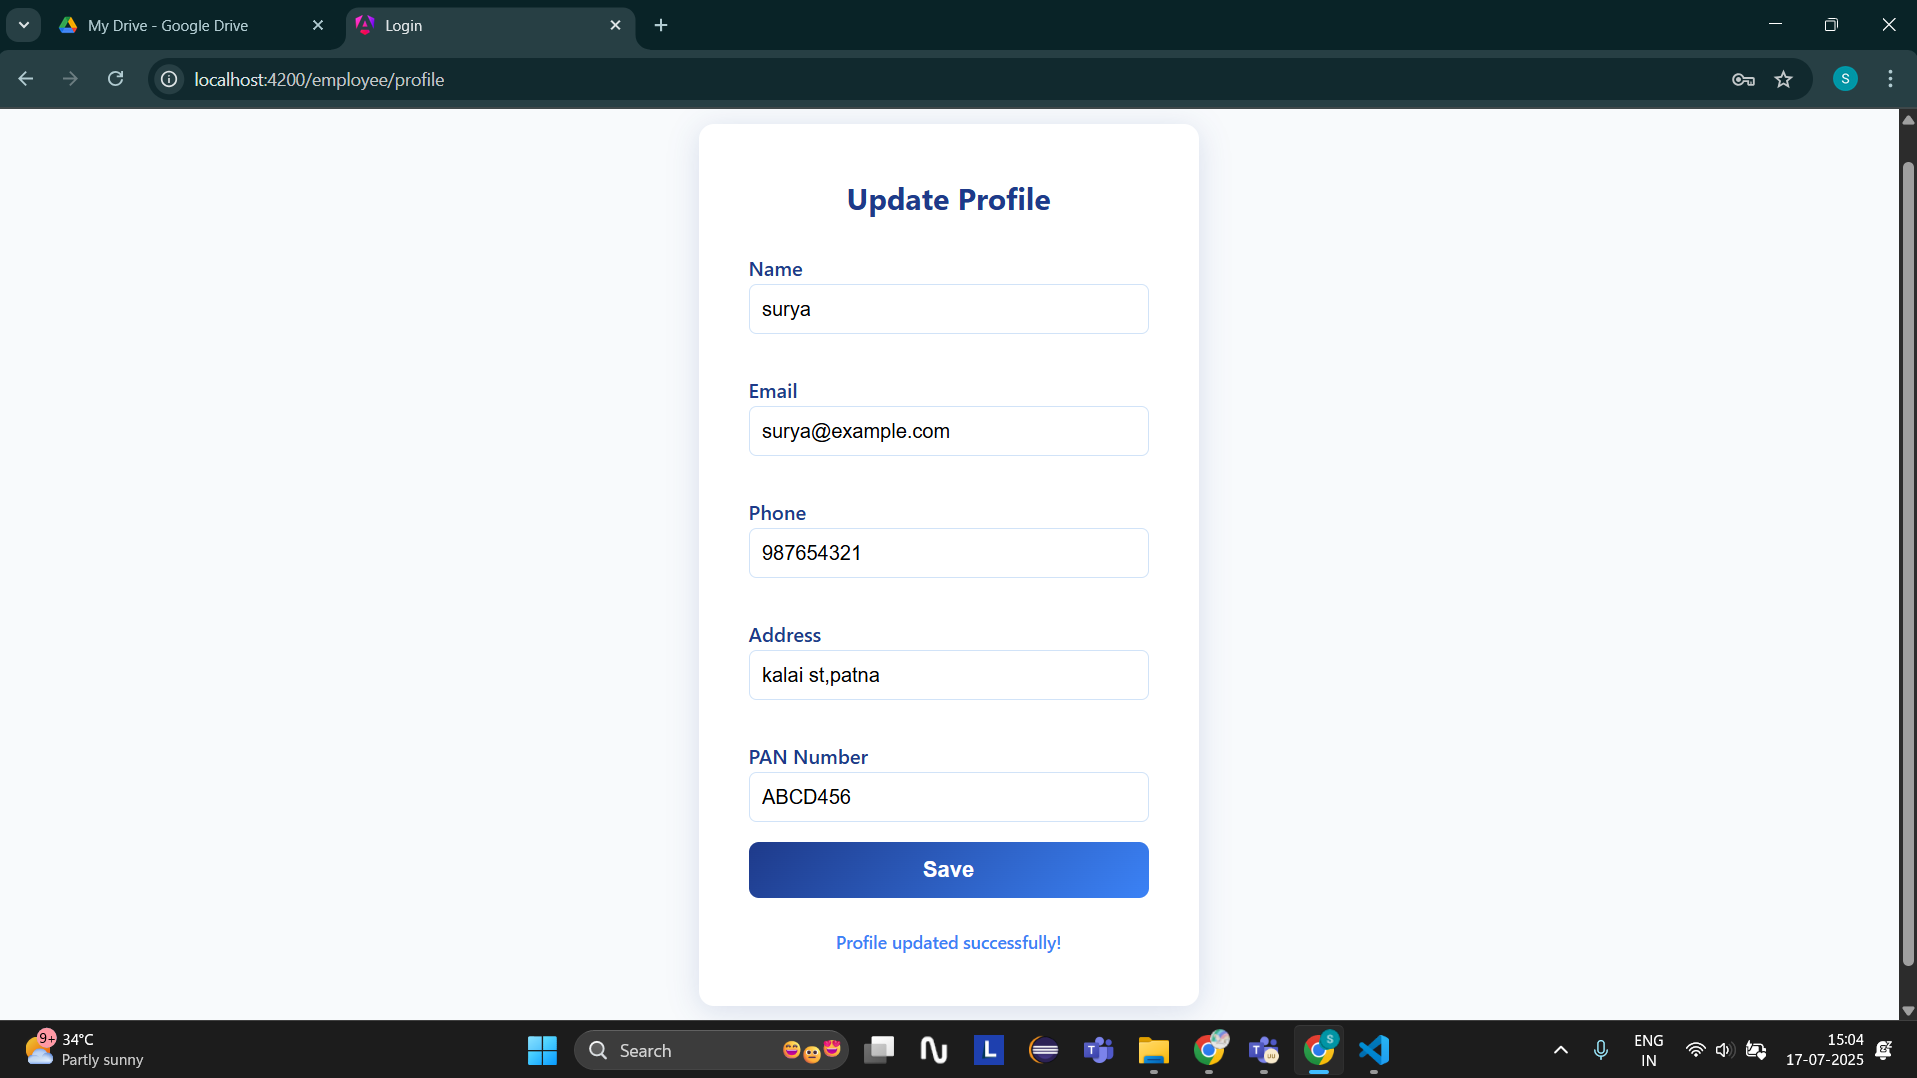 My Drive - Google Drive
Login
localhost:4200/employee/profile
S
Update Profile
Name
surya
Email
surya@example.com
Phone
987654321
Address
kalai st,patna
PAN Number
ABCD456
Save
Profile updated successfully!
9+
34°C
Partly sunny
Search
L
T
T
S
ENG
IN
15:04
17-07-2025